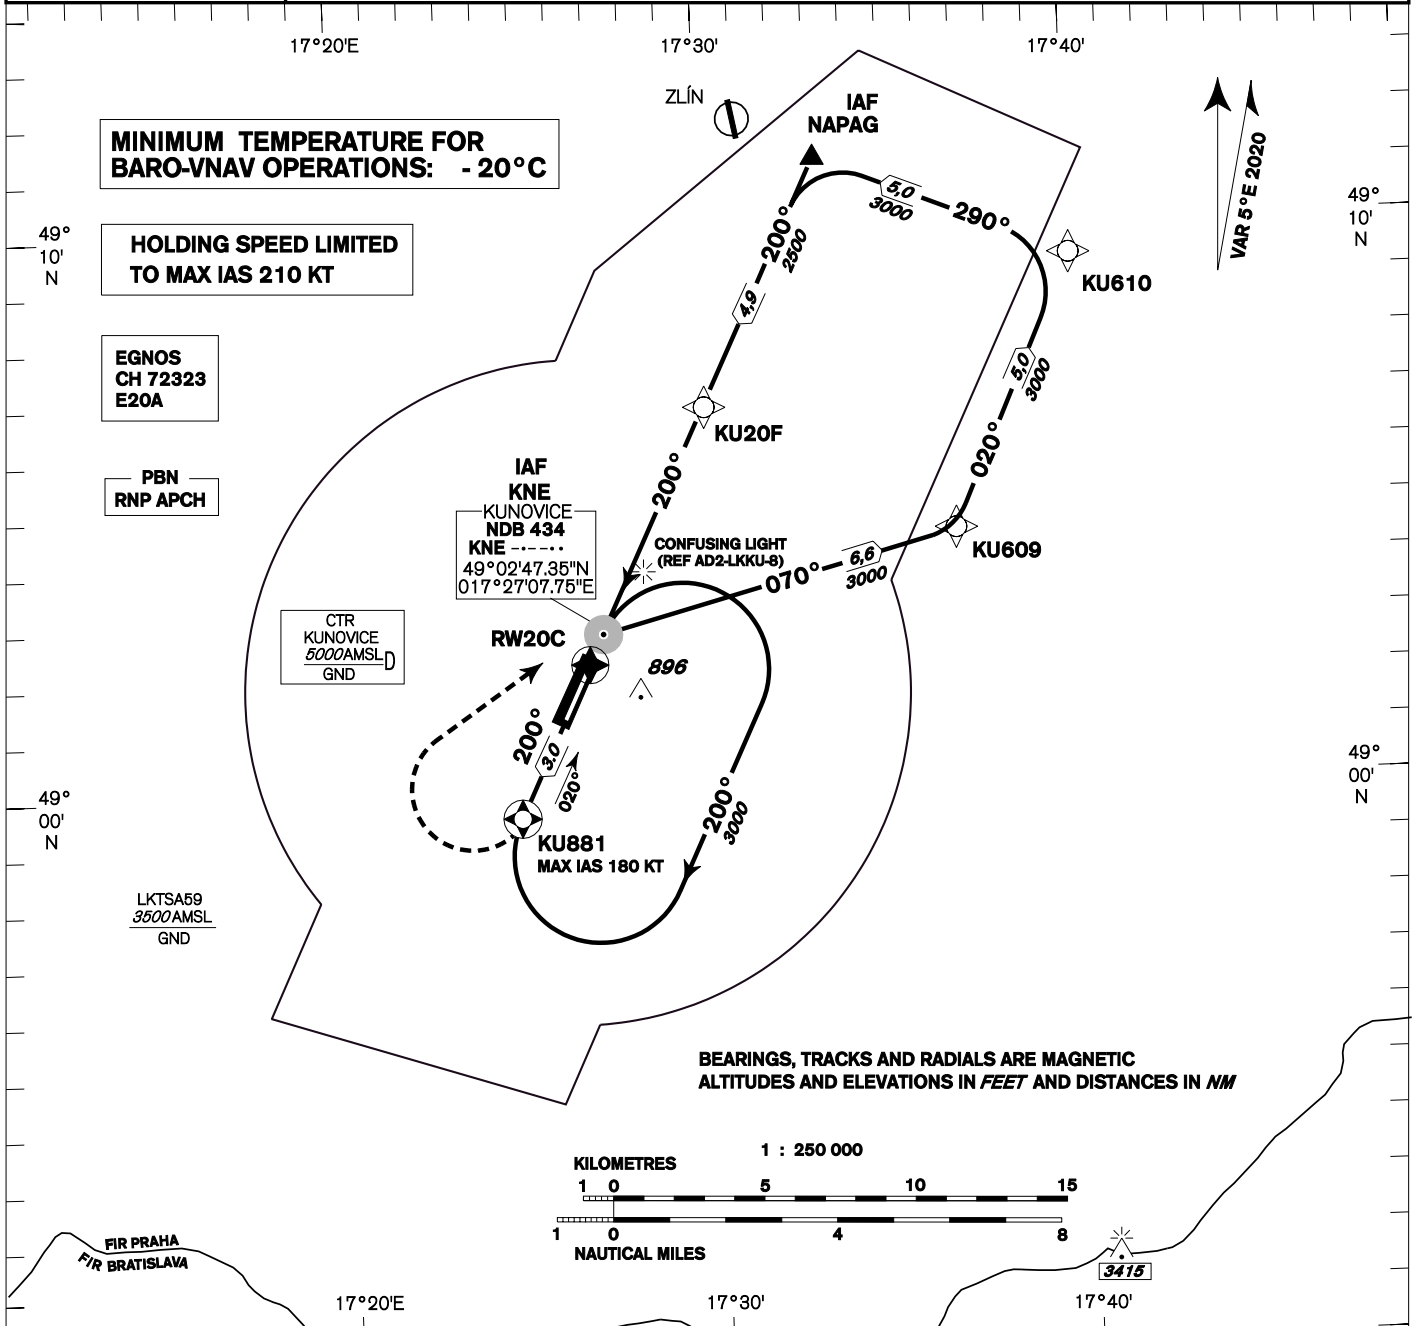 17°20'E
17°30'
17°40'
ZLÍN
IAF
NAPAG
MINIMUM TEMPERATURE FOR
BARO-VNAV OPERATIONS: - 20°C
VAR 5°E 2020
5,0
3000
290°
49°
10'
N
HOLDING SPEED LIMITED
TO MAX IAS 210 KT
49°
10'
N
200°
2500
KU610
4,9
EGNOS
CH 72323
E20A
5,0
3000
KU20F
020°
IAF
KNE
KUNOVICE
NDB 434
KNE -·- -· ·
49°02'47.35"N
017°27'07.75"E
200°
PBN
RNP APCH
CONFUSING LIGHT
(REF AD2-LKKU-8)
KU609
6,6
3000
070°
CTR
KUNOVICE
5000AMSL D
GND
RW20C
896
200°
3.0
020°
49°
00'
N
49°
00'
N
200°
3000
KU881
MAX IAS 180 KT
LKTSA59
3500AMSL
GND
BEARINGS, TRACKS AND RADIALS ARE MAGNETIC
ALTITUDES AND ELEVATIONS IN FEET AND DISTANCES IN NM
1 : 250 000
KILOMETRES
1 0 5 10 15
1 0 4 8
NAUTICAL MILES
FIR PRAHA
FIR BRATISLAVA
3415
17°20'E
17°30'
17°40'